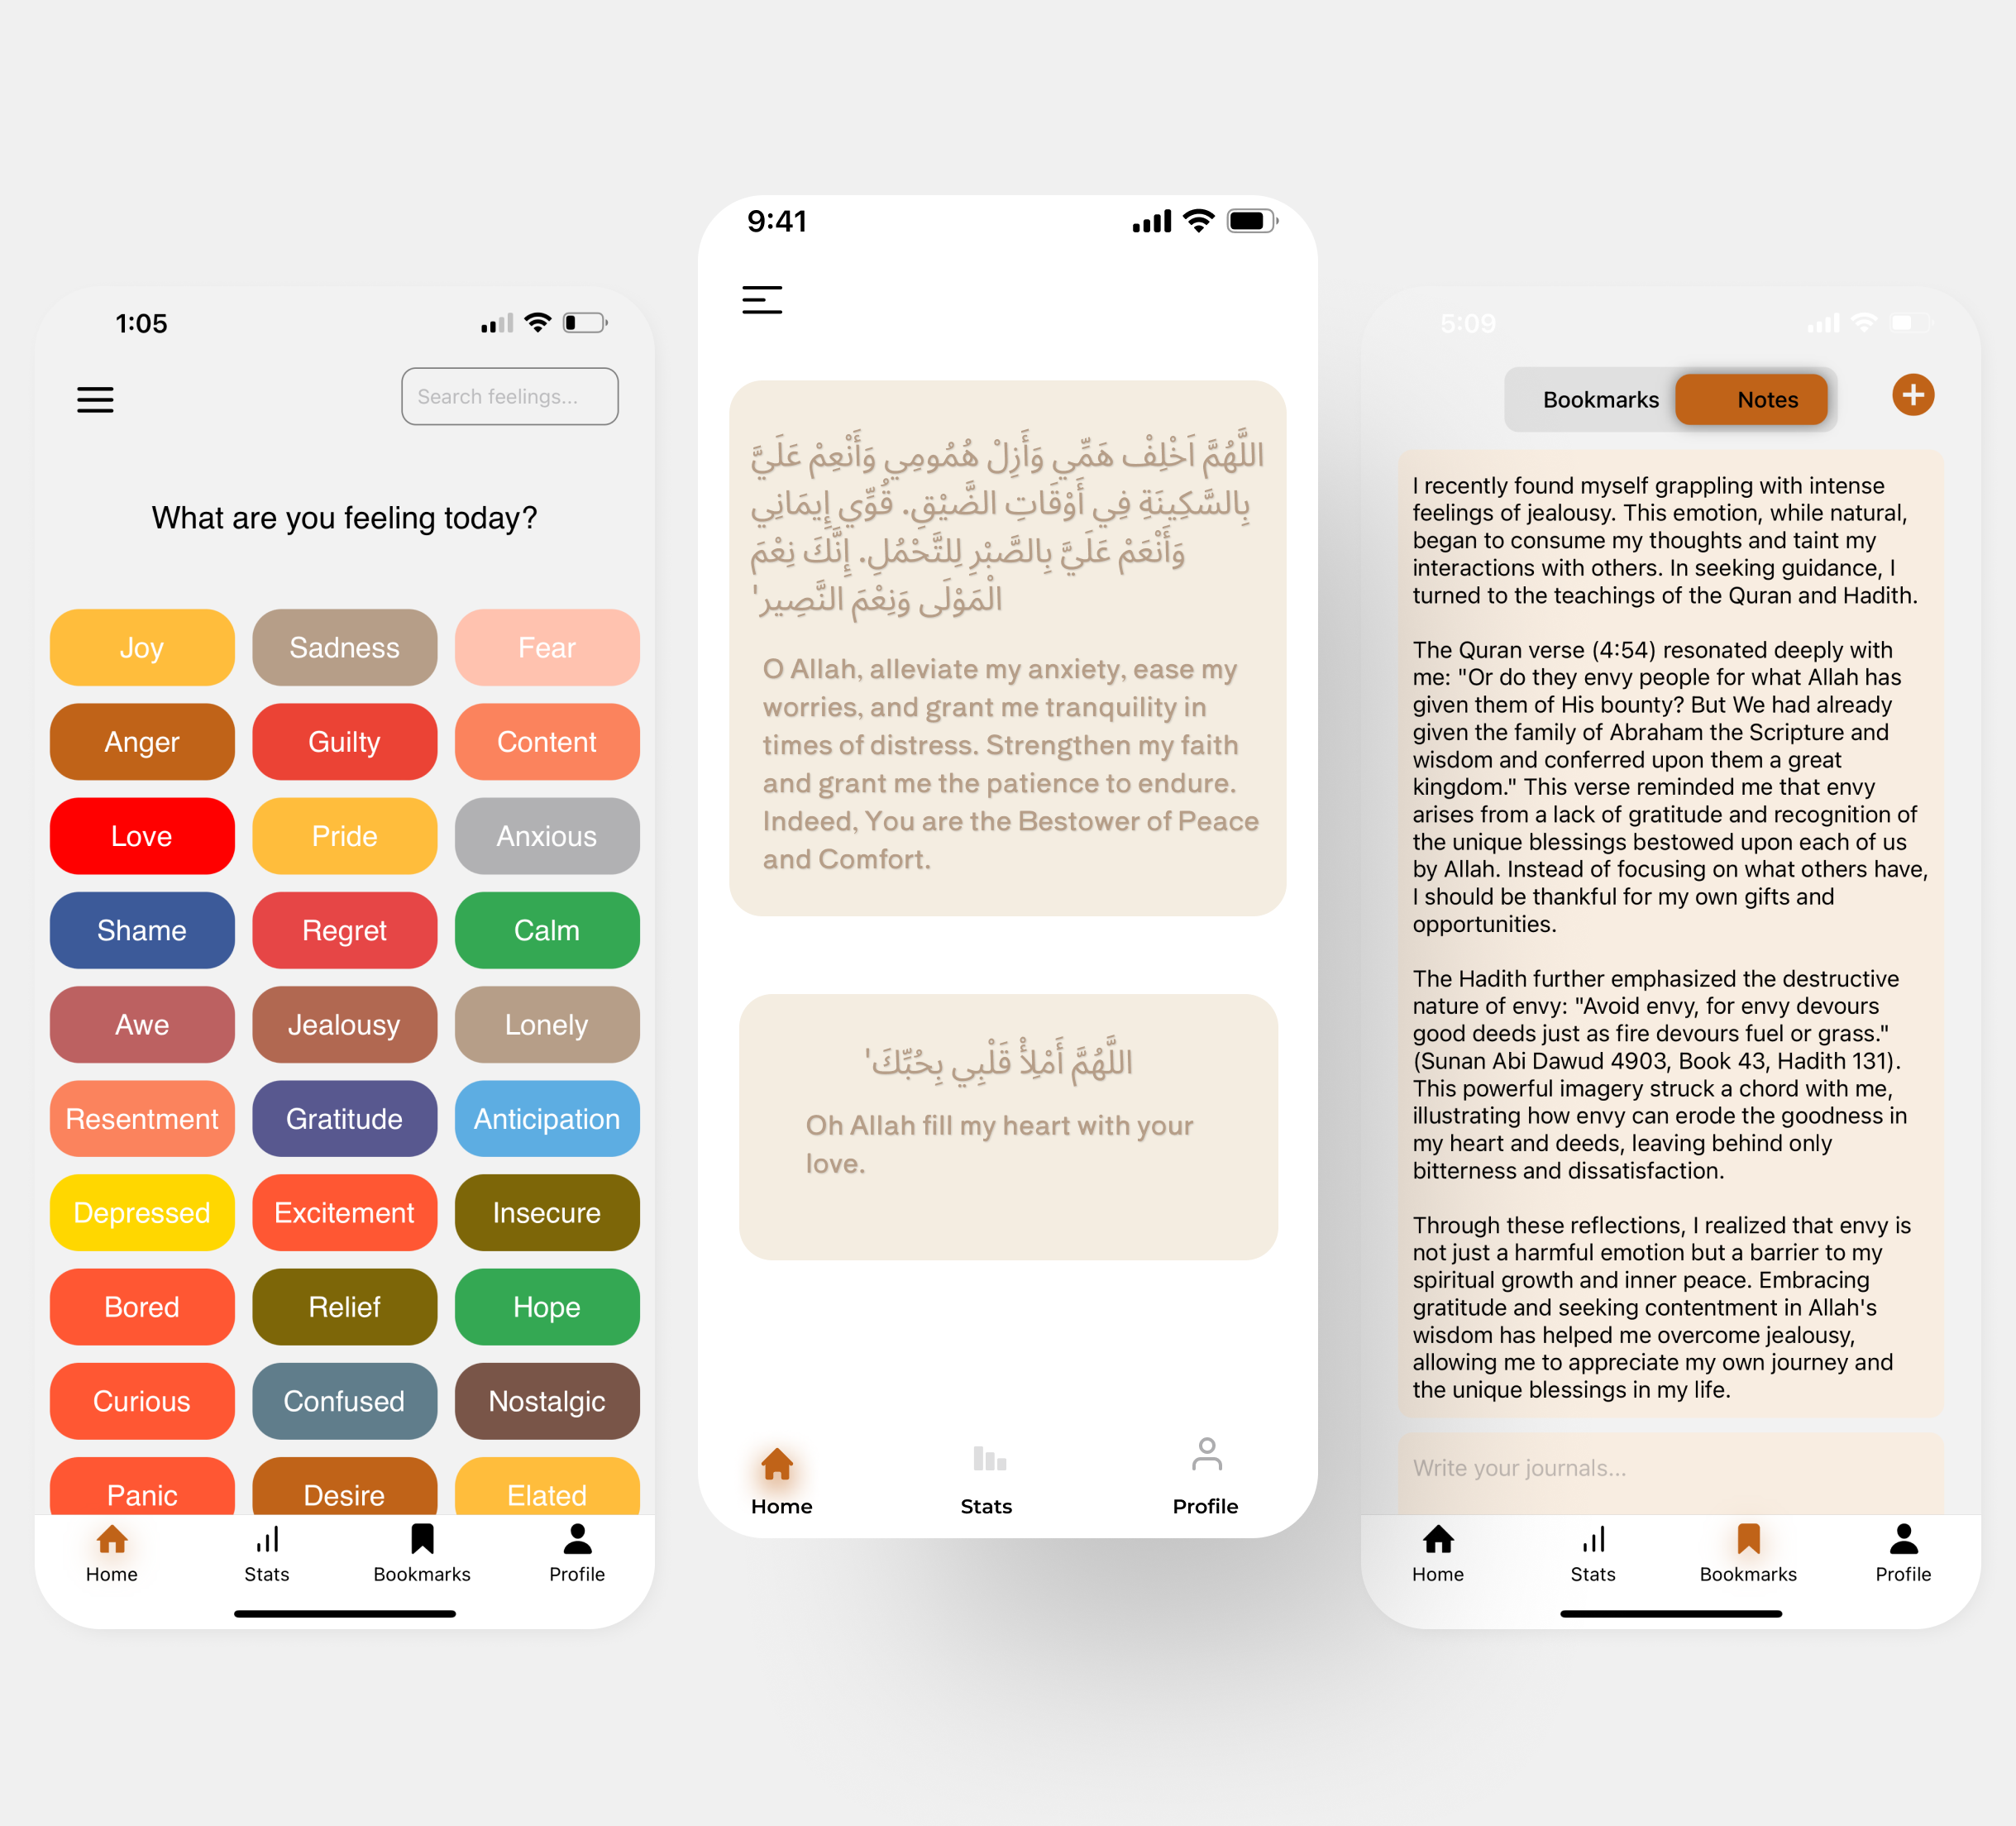 1:05
Search feelings...
What are you feeling today?
Joy
Sadness
Fear
Anger
Guilty
Content
Love
Pride
Anxious
Shame
Regret
Calm
Awe
Jealousy
Lonely
Resentment
Gratitude
Anticipation
Depressed
Excitement
Insecure
Bored
Relief
Hope
Curious
Confused
Nostalgic
Panic
Desire
Elated
Home
Stats
Bookmarks
Profile
9:41
اللَّهُمَّ اَخْلِفْ هَمِّي وَأَزِلْ هُمُومِي وَأَنْعِمْ عَلَيَّ
بِالسَّكِينَةِ فِي أَوْقَاتِ الضَّيْقِ. قُوِّي إِيمَانِي
وَأَنْعَمْ عَلَيَّ بِالصَّبْرِ لِلتَّحْمُلِ. إِنَّكَ نِعْمَ
الْمَوْلَى وَنِعْمَ النَّصِير'
O Allah, alleviate my anxiety, ease my
worries, and grant me tranquility in
times of distress. Strengthen my faith
and grant me the patience to endure.
Indeed, You are the Bestower of Peace
and Comfort.
اللَّهُمَّ أَمْلِأْ قَلْبِي بِحُبِّكَ'
Oh Allah fill my heart with your
love.
Home
Stats
Profile
5:09
Bookmarks
Notes
I recently found myself grappling with intense
feelings of jealousy. This emotion, while natural,
began to consume my thoughts and taint my
interactions with others. In seeking guidance, I
turned to the teachings of the Quran and Hadith.
The Quran verse (4:54) resonated deeply with
me: "Or do they envy people for what Allah has
given them of His bounty? But We had already
given the family of Abraham the Scripture and
wisdom and conferred upon them a great
kingdom." This verse reminded me that envy
arises from a lack of gratitude and recognition of
the unique blessings bestowed upon each of us
by Allah. Instead of focusing on what others have,
I should be thankful for my own gifts and
opportunities.
The Hadith further emphasized the destructive
nature of envy: "Avoid envy, for envy devours
good deeds just as fire devours fuel or grass."
(Sunan Abi Dawud 4903, Book 43, Hadith 131).
This powerful imagery struck a chord with me,
illustrating how envy can erode the goodness in
my heart and deeds, leaving behind only
bitterness and dissatisfaction.
Through these reflections, I realized that envy is
not just a harmful emotion but a barrier to my
spiritual growth and inner peace. Embracing
gratitude and seeking contentment in Allah's
wisdom has helped me overcome jealousy,
allowing me to appreciate my own journey and
the unique blessings in my life.
Write your journals...
Home
Stats
Bookmarks
Profile